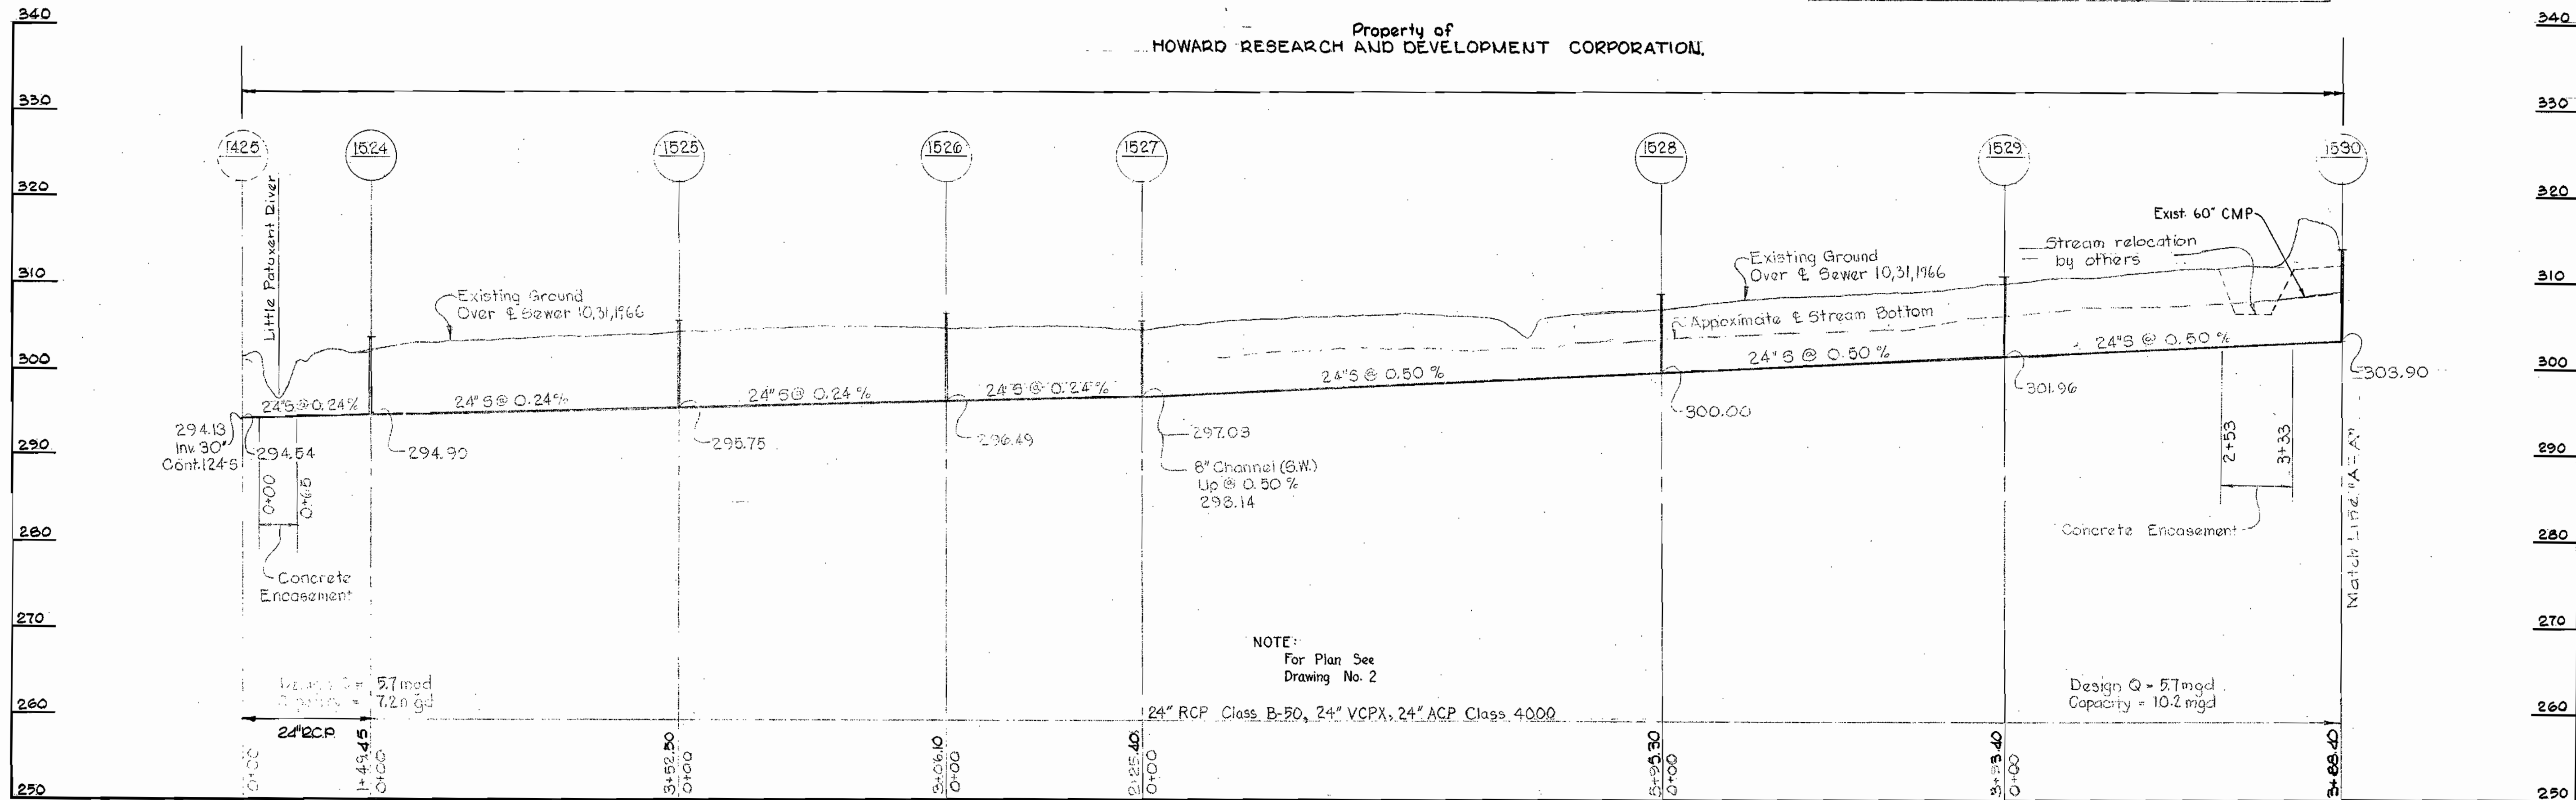 Property of
HOWARD RESEARCH AND DEVELOPMENT CORPORATION.
340
330
320
310
300
290
280
270
260
250
340
330
320
310
300
290
280
270
260
250
1425
1524
1525
1526
1527
1528
1529
1530
Little Patuxent River
Existing Ground
Over ℄ Sewer 10,31,1966
Existing Ground
Over ℄ Sewer 10,31,1966
Appoximate ℄ Stream Bottom
Stream relocation
by others
Exist. 60" CMP
24"S @ 0.24%
24"S @ 0.24%
24"S @ 0.24%
24"S @ 0.24%
24"S @ 0.50 %
24"S @ 0.50 %
24"S @ 0.50 %
294.13
Inv. 30"
Cont. 124-S
294.54
294.90
295.75
296.49
297.03
8" Channel (S.W.)
Up @ 0.50 %
298.14
300.00
301.96
303.90
0+00
0+65
Concrete
Encasement
2+53
3+33
Concrete Encasement
Match Line "A-A"
NOTE:
For Plan See
Drawing No. 2
Design Q = 5.7 mgd
Capacity = 7.2 mgd
Design Q = 5.7 mgd
Capacity = 10.2 mgd
24" R.C.P.
24" RCP Class B-50, 24" VCPX, 24" ACP Class 4000
0+00
1+49.45
0+00
3+52.50
0+00
3+06.10
0+00
2+25.40
0+00
5+95.30
0+00
3+93.40
0+00
3+88.40